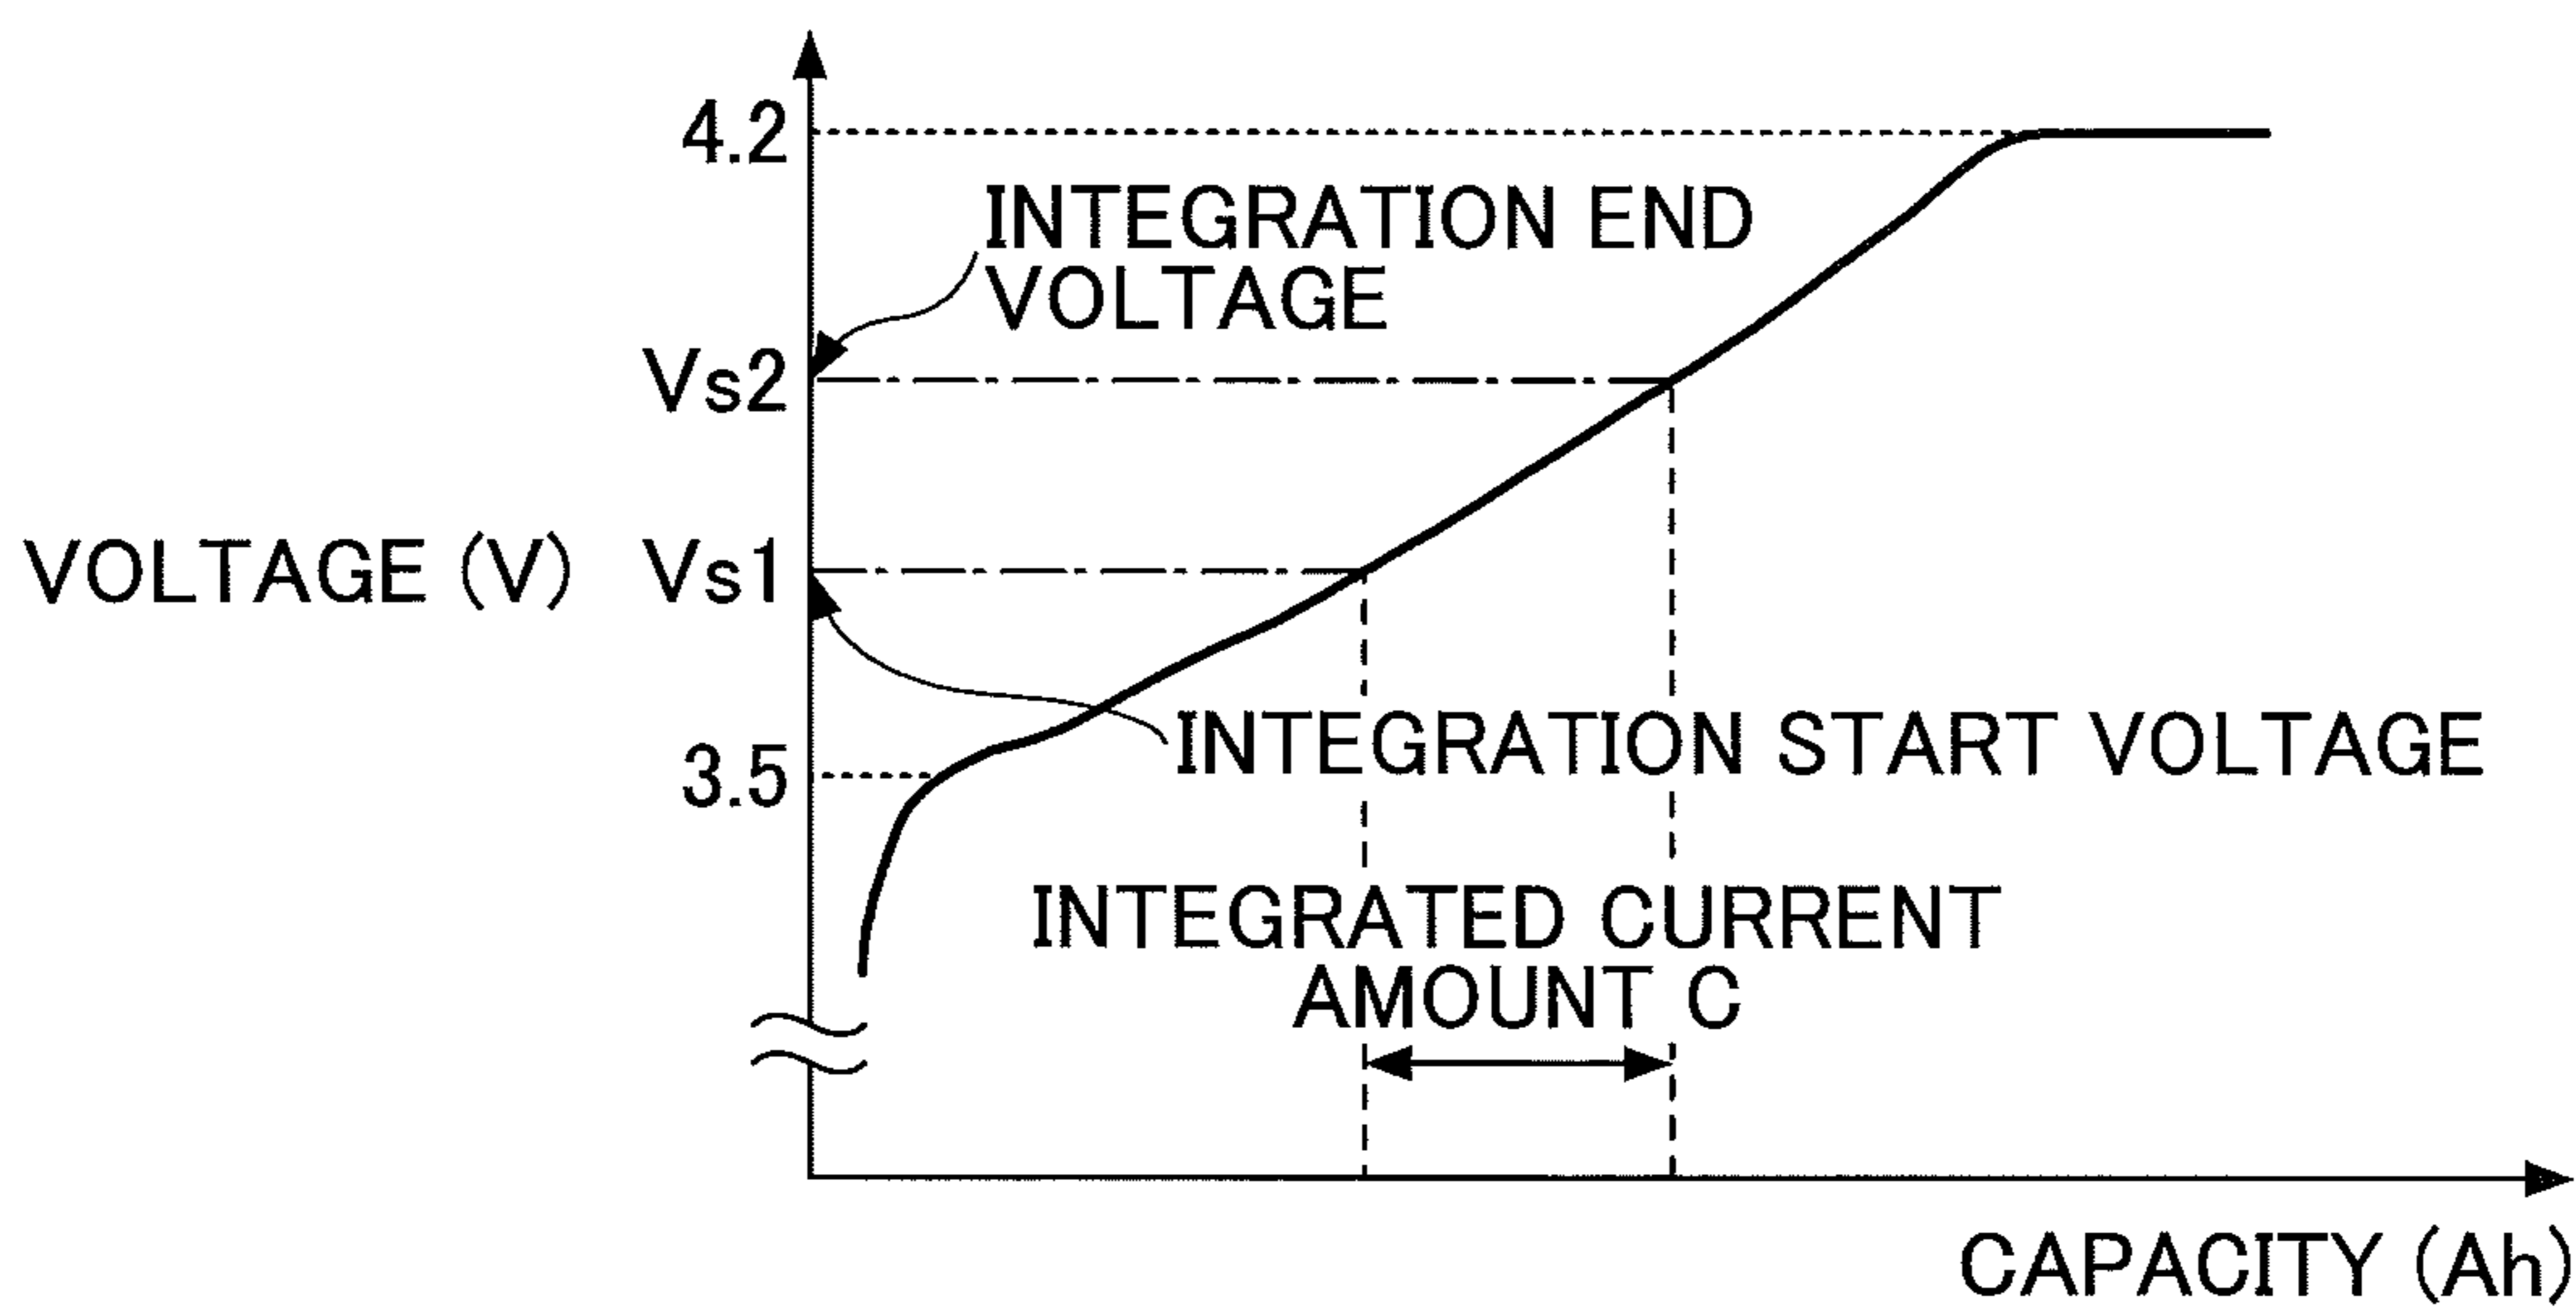 4.2
INTEGRATION END
VOLTAGE
Vs2
VOLTAGE (V)
Vs1
INTEGRATION START VOLTAGE
3.5
INTEGRATED CURRENT
AMOUNT C
CAPACITY (Ah)